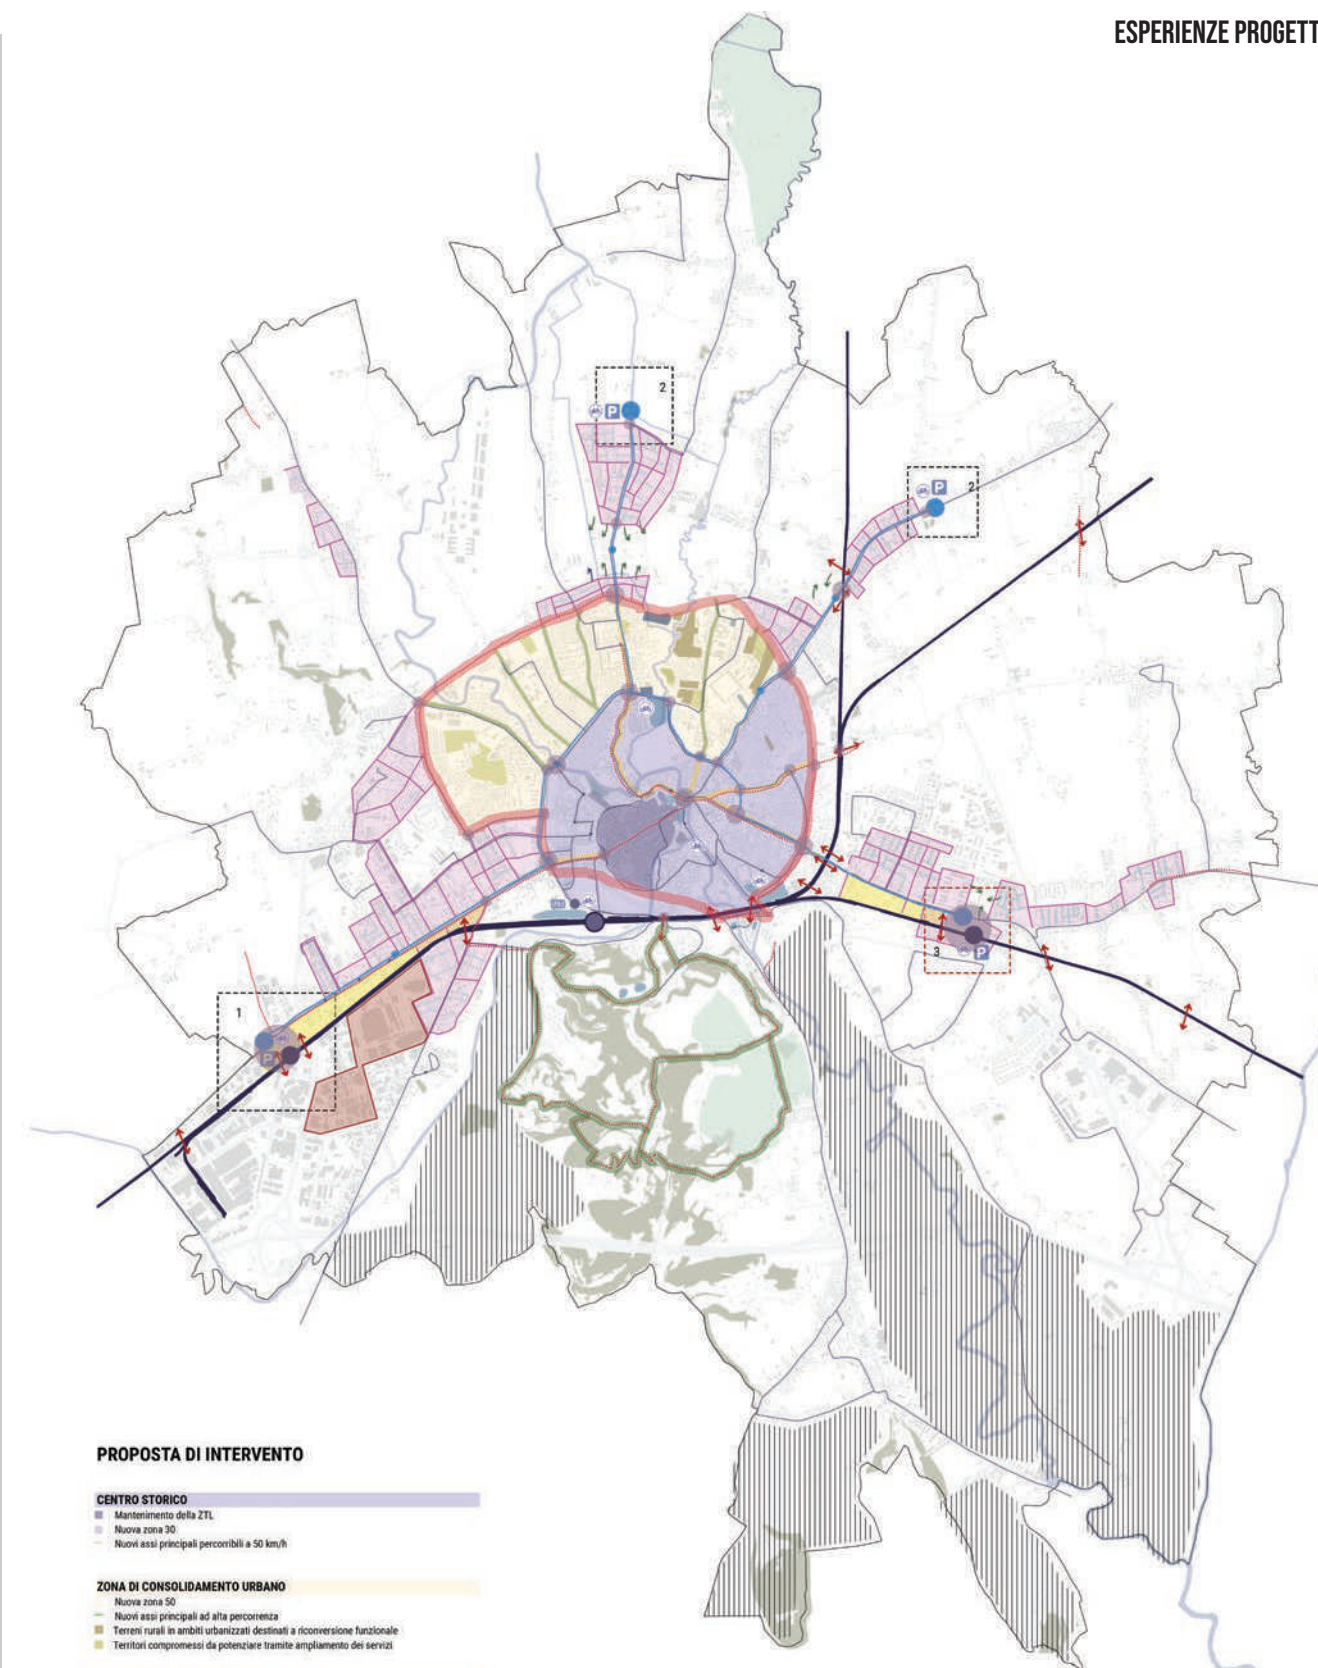 ESPERIENZE PROGETT
2
P
P
2
3
P
1
P
PROPOSTA DI INTERVENTO
CENTRO STORICO
Mantenimento della ZTL
Nuova zona 30
Nuovi assi principali percorribili a 50 km/h
ZONA DI CONSOLIDAMENTO URBANO
Nuova zona 50
Nuovi assi principali ad alta percorrenza
Terreni rurali in ambiti urbanizzati destinati a riconversione funzionale
Territori compromessi da potenziare tramite ampliamento dei servizi